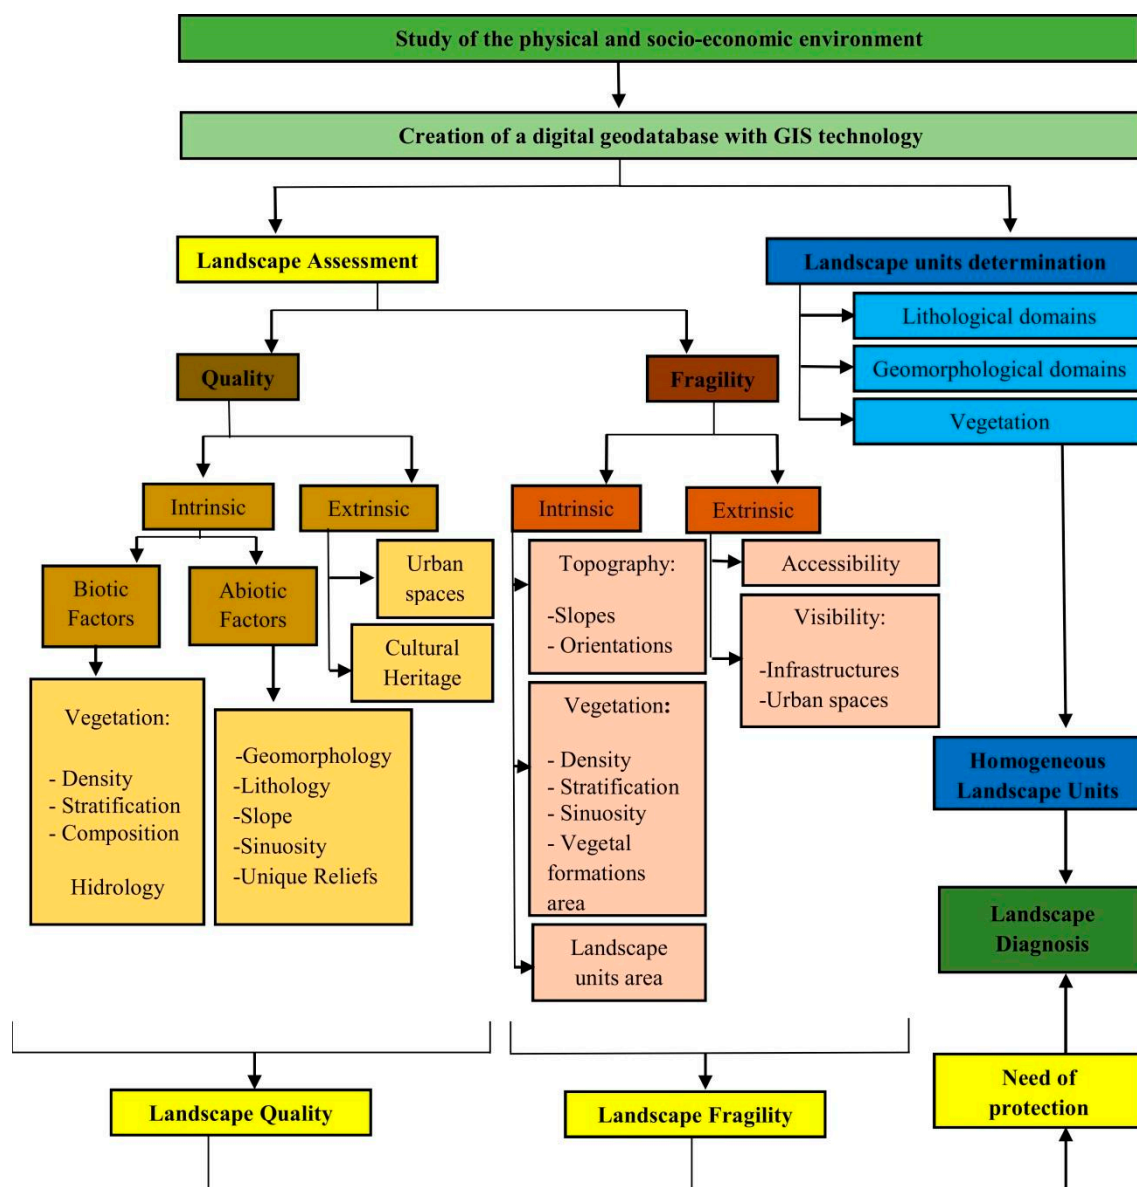 Study of the physical and socio-economic environment
Creation of a digital geodatabase with GIS technology
Landscape Assessment
Landscape units determination
Lithological domains
Geomorphological domains
Vegetation
Quality
Fragility
Intrinsic
Extrinsic
Intrinsic
Extrinsic
Biotic
Factors
Abiotic
Factors
Urban
spaces
Cultural
Heritage
Vegetation:
- Density
- Stratification
- Composition
Hidrology
-Geomorphology
-Lithology
-Slope
-Sinuosity
-Unique Reliefs
Topography:
-Slopes
- Orientations
Vegetation:
- Density
- Stratification
- Sinuosity
- Vegetal
formations
area
Landscape
units area
Accessibility
Visibility:
-Infrastructures
-Urban spaces
Homogeneous
Landscape Units
Landscape
Diagnosis
Need of
protection
Landscape Quality
Landscape Fragility